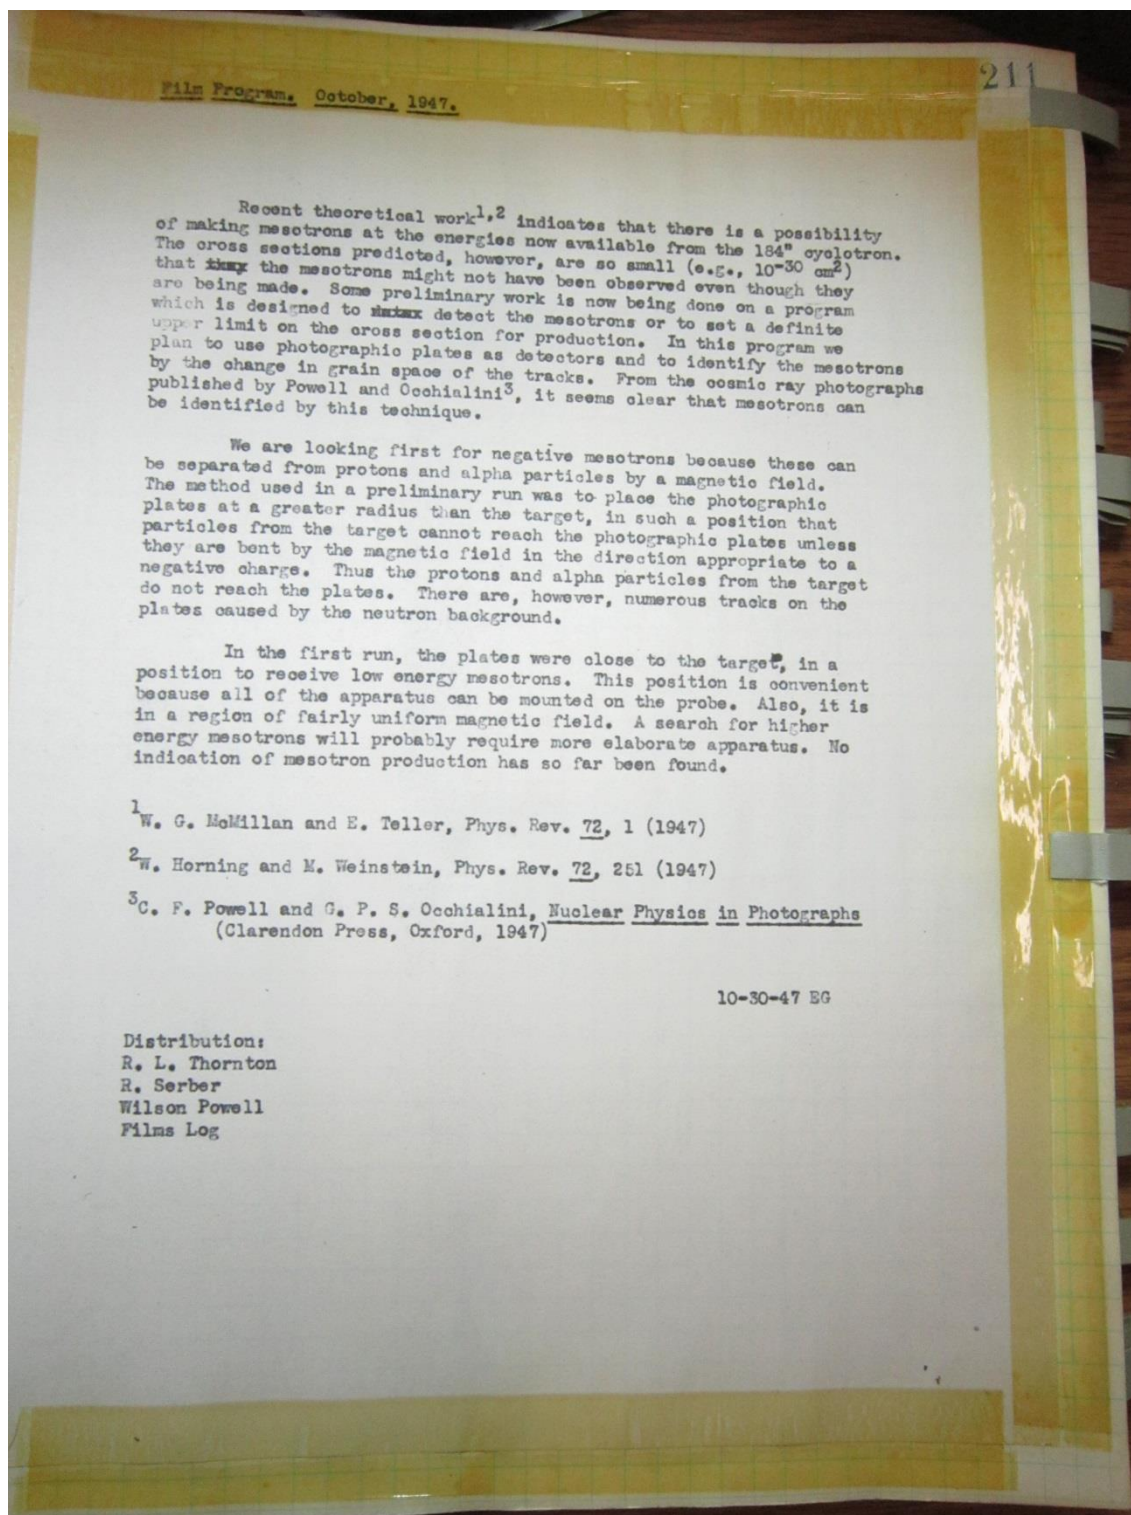 211
Film Program. October, 1947.
Recent theoretical work1,2 indicates that there is a possibility
of making mesotrons at the energies now available from the 184" cyclotron.
The cross sections predicted, however, are so small (e.g., 10-30 cm2)
that the mesotrons might not have been observed even though they
are being made. Some preliminary work is now being done on a program
which is designed to detect the mesotrons or to set a definite
upper limit on the cross section for production. In this program we
plan to use photographic plates as detectors and to identify the mesotrons
by the change in grain space of the tracks. From the cosmic ray photographs
published by Powell and Occhialini3, it seems clear that mesotrons can
be identified by this technique.
We are looking first for negative mesotrons because these can
be separated from protons and alpha particles by a magnetic field.
The method used in a preliminary run was to place the photographic
plates at a greater radius than the target, in such a position that
particles from the target cannot reach the photographic plates unless
they are bent by the magnetic field in the direction appropriate to a
negative charge. Thus the protons and alpha particles from the target
do not reach the plates. There are, however, numerous tracks on the
plates caused by the neutron background.
In the first run, the plates were close to the target, in a
position to receive low energy mesotrons. This position is convenient
because all of the apparatus can be mounted on the probe. Also, it is
in a region of fairly uniform magnetic field. A search for higher
energy mesotrons will probably require more elaborate apparatus. No
indication of mesotron production has so far been found.
1W. G. McMillan and E. Teller, Phys. Rev. 72, 1 (1947)
2W. Horning and M. Weinstein, Phys. Rev. 72, 251 (1947)
3C. F. Powell and G. P. S. Occhialini, Nuclear Physics in Photographs
(Clarendon Press, Oxford, 1947)
10-30-47 EG
Distribution:
R. L. Thornton
R. Serber
Wilson Powell
Films Log